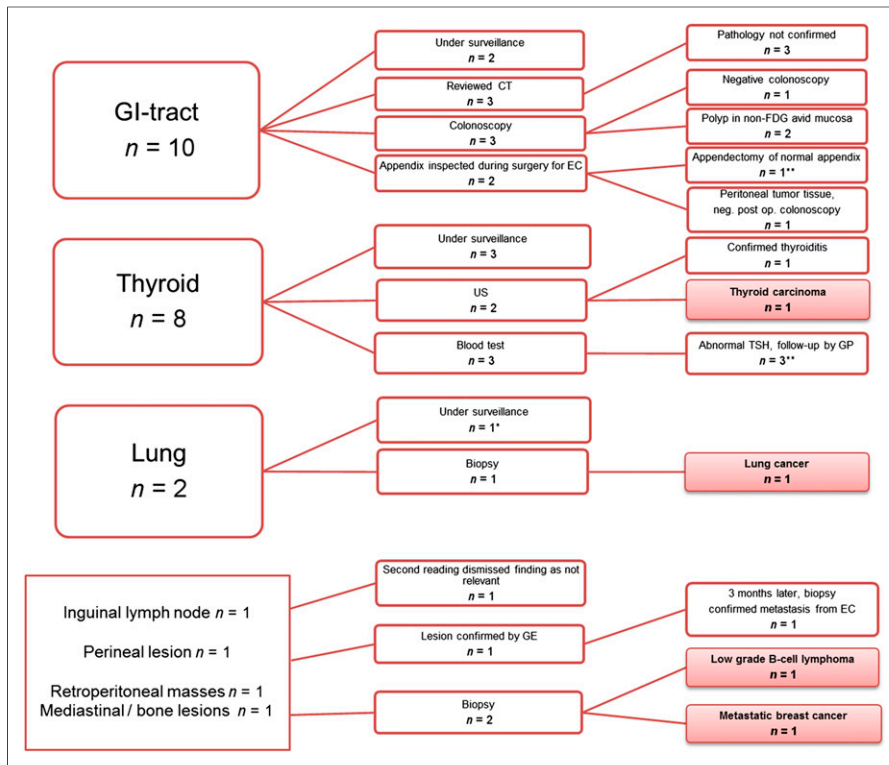 GI-tract
n = 10
Under surveillance
n = 2
Reviewed CT
n = 3
Colonoscopy
n = 3
Appendix inspected during surgery for EC
n = 2
Pathology not confirmed
n = 3
Negative colonoscopy
n = 1
Polyp in non-FDG avid mucosa
n = 2
Appendectomy of normal appendix
n = 1**
Peritoneal tumor tissue,
neg. post op. colonoscopy
n = 1
Thyroid
n = 8
Under surveillance
n = 3
US
n = 2
Blood test
n = 3
Confirmed thyroiditis
n = 1
Thyroid carcinoma
n = 1
Abnormal TSH, follow-up by GP
n = 3**
Lung
n = 2
Under surveillance
n = 1*
Biopsy
n = 1
Lung cancer
n = 1
Inguinal lymph node n = 1
Perineal lesion n = 1
Retroperitoneal masses n = 1
Mediastinal / bone lesions n = 1
Second reading dismissed finding as not
relevant
n = 1
Lesion confirmed by GE
n = 1
Biopsy
n = 2
3 months later, biopsy
confirmed metastasis from EC
n = 1
Low grade B-cell lymphoma
n = 1
Metastatic breast cancer
n = 1